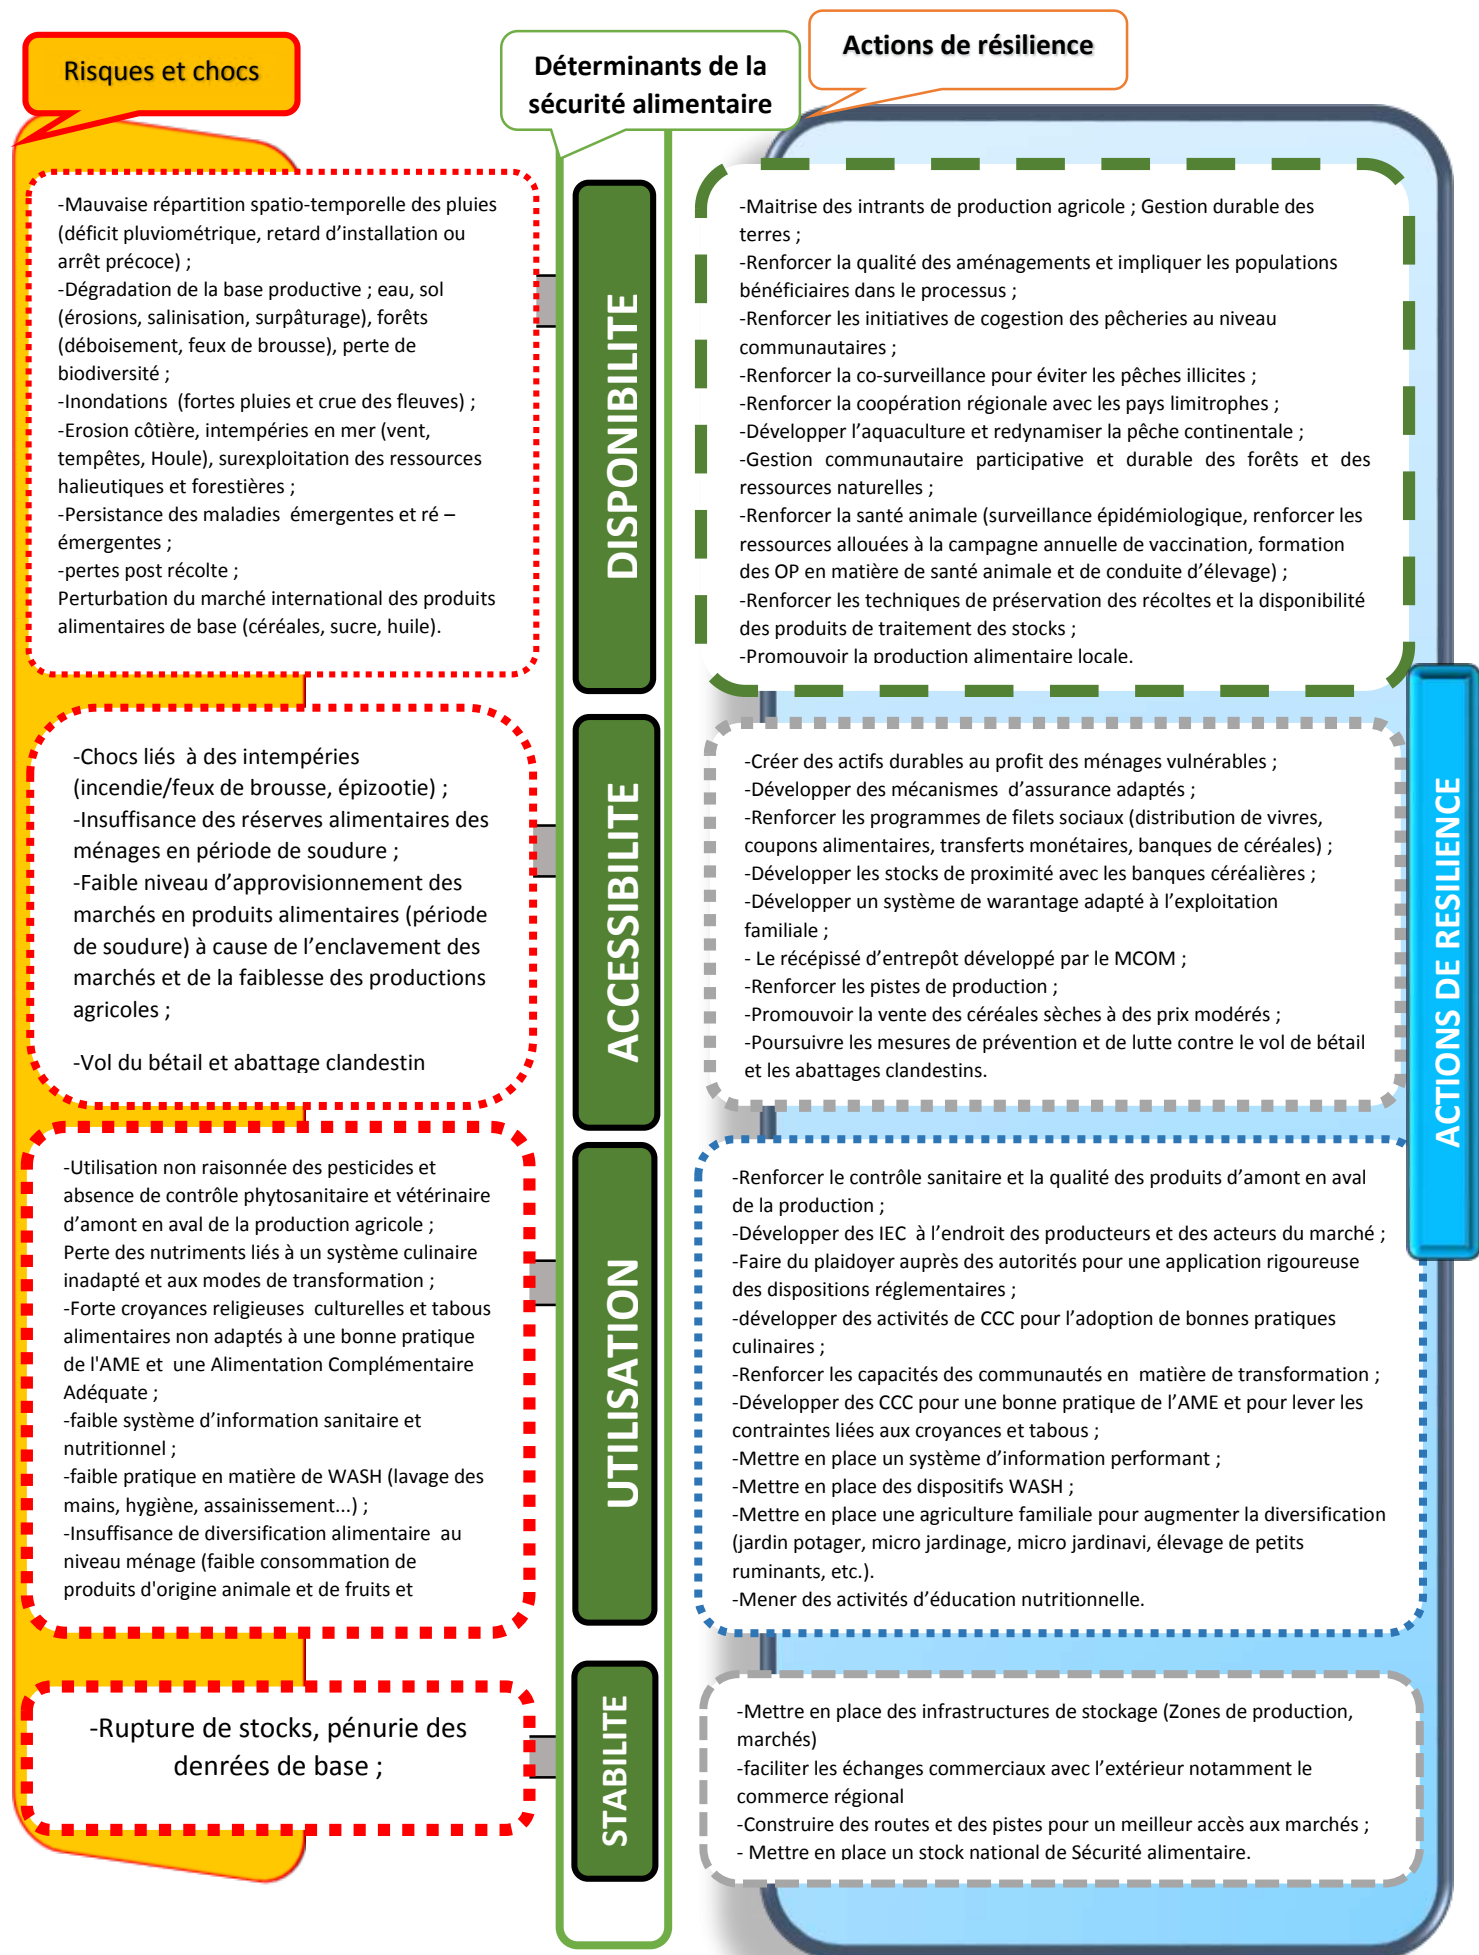 Risques et chocs
Déterminants de la
sécurité alimentaire
Actions de résilience
-Mauvaise répartition spatio-temporelle des pluies
(déficit pluviométrique, retard d’installation ou
arrêt précoce) ;
-Dégradation de la base productive ; eau, sol
(érosions, salinisation, surpâturage), forêts
(déboisement, feux de brousse), perte de
biodiversité ;
-Inondations (fortes pluies et crue des fleuves) ;
-Erosion côtière, intempéries en mer (vent,
tempêtes, Houle), surexploitation des ressources
halieutiques et forestières ;
-Persistance des maladies émergentes et ré –
émergentes ;
-pertes post récolte ;
Perturbation du marché international des produits
alimentaires de base (céréales, sucre, huile).
DISPONIBILITE
-Maitrise des intrants de production agricole ; Gestion durable des
terres ;
-Renforcer la qualité des aménagements et impliquer les populations
bénéficiaires dans le processus ;
-Renforcer les initiatives de cogestion des pêcheries au niveau
communautaires ;
-Renforcer la co-surveillance pour éviter les pêches illicites ;
-Renforcer la coopération régionale avec les pays limitrophes ;
-Développer l’aquaculture et redynamiser la pêche continentale ;
-Gestion communautaire participative et durable des forêts et des
ressources naturelles ;
-Renforcer la santé animale (surveillance épidémiologique, renforcer les
ressources allouées à la campagne annuelle de vaccination, formation
des OP en matière de santé animale et de conduite d’élevage) ;
-Renforcer les techniques de préservation des récoltes et la disponibilité
des produits de traitement des stocks ;
-Promouvoir la production alimentaire locale.
-Chocs liés à des intempéries
(incendie/feux de brousse, épizootie) ;
-Insuffisance des réserves alimentaires des
ménages en période de soudure ;
-Faible niveau d’approvisionnement des
marchés en produits alimentaires (période
de soudure) à cause de l’enclavement des
marchés et de la faiblesse des productions
agricoles ;
-Vol du bétail et abattage clandestin
ACCESSIBILITE
-Créer des actifs durables au profit des ménages vulnérables ;
-Développer des mécanismes d’assurance adaptés ;
-Renforcer les programmes de filets sociaux (distribution de vivres,
coupons alimentaires, transferts monétaires, banques de céréales) ;
-Développer les stocks de proximité avec les banques céréalières ;
-Développer un système de warantage adapté à l’exploitation
familiale ;
- Le récépissé d’entrepôt développé par le MCOM ;
-Renforcer les pistes de production ;
-Promouvoir la vente des céréales sèches à des prix modérés ;
-Poursuivre les mesures de prévention et de lutte contre le vol de bétail
et les abattages clandestins.
ACTIONS DE RESILIENCE
-Utilisation non raisonnée des pesticides et
absence de contrôle phytosanitaire et vétérinaire
d’amont en aval de la production agricole ;
Perte des nutriments liés à un système culinaire
inadapté et aux modes de transformation ;
-Forte croyances religieuses culturelles et tabous
alimentaires non adaptés à une bonne pratique
de l'AME et une Alimentation Complémentaire
Adéquate ;
-faible système d’information sanitaire et
nutritionnel ;
-faible pratique en matière de WASH (lavage des
mains, hygiène, assainissement...) ;
-Insuffisance de diversification alimentaire au
niveau ménage (faible consommation de
produits d'origine animale et de fruits et
UTILISATION
-Renforcer le contrôle sanitaire et la qualité des produits d’amont en aval
de la production ;
-Développer des IEC à l’endroit des producteurs et des acteurs du marché ;
-Faire du plaidoyer auprès des autorités pour une application rigoureuse
des dispositions réglementaires ;
-développer des activités de CCC pour l’adoption de bonnes pratiques
culinaires ;
-Renforcer les capacités des communautés en matière de transformation ;
-Développer des CCC pour une bonne pratique de l’AME et pour lever les
contraintes liées aux croyances et tabous ;
-Mettre en place un système d’information performant ;
-Mettre en place des dispositifs WASH ;
-Mettre en place une agriculture familiale pour augmenter la diversification
(jardin potager, micro jardinage, micro jardinavi, élevage de petits
ruminants, etc.).
-Mener des activités d’éducation nutritionnelle.
-Rupture de stocks, pénurie des
denrées de base ;
STABILITE
-Mettre en place des infrastructures de stockage (Zones de production,
marchés)
-faciliter les échanges commerciaux avec l’extérieur notamment le
commerce régional
-Construire des routes et des pistes pour un meilleur accès aux marchés ;
- Mettre en place un stock national de Sécurité alimentaire.